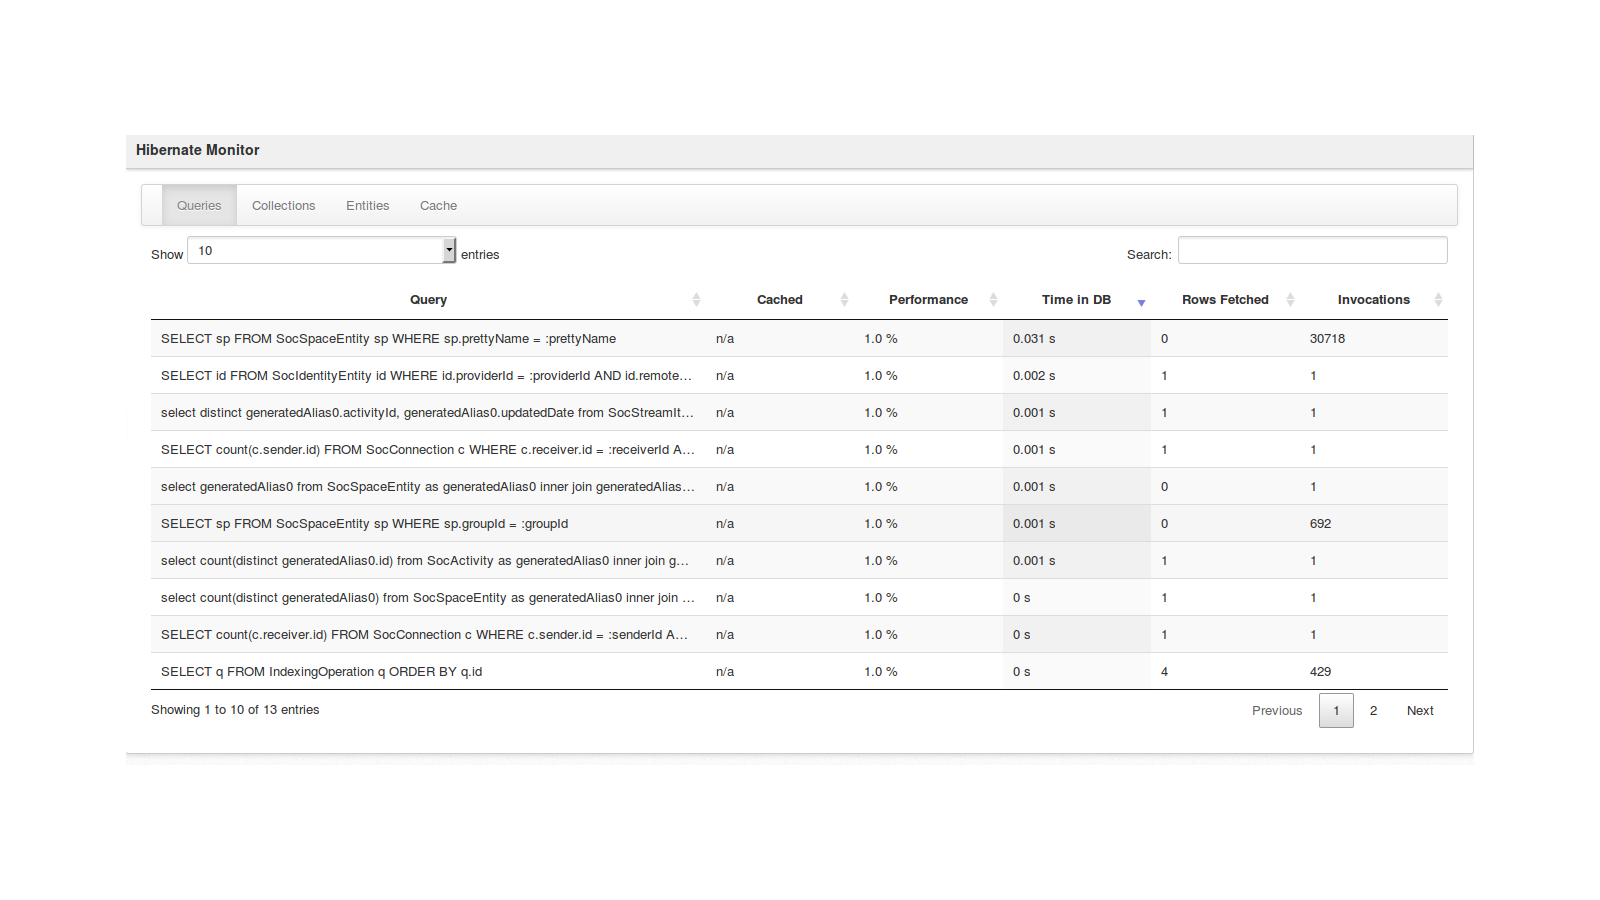 Hibernate Monitor
Queries Collections Entities Cache
Show 10 entries Search:
Query Cached Performance Time in DB Rows Fetched Invocations
SELECT sp FROM SocSpaceEntity sp WHERE sp.prettyName = :prettyName n/a 1.0 % 0.031 s 0 30718
SELECT id FROM SocIdentityEntity id WHERE id.providerId = :providerId AND id.remote... n/a 1.0 % 0.002 s 1 1
select distinct generatedAlias0.activityId, generatedAlias0.updatedDate from SocStreamIt... n/a 1.0 % 0.001 s 1 1
SELECT count(c.sender.id) FROM SocConnection c WHERE c.receiver.id = :receiverId A... n/a 1.0 % 0.001 s 1 1
select generatedAlias0 from SocSpaceEntity as generatedAlias0 inner join generatedAlias... n/a 1.0 % 0.001 s 0 1
SELECT sp FROM SocSpaceEntity sp WHERE sp.groupId = :groupId n/a 1.0 % 0.001 s 0 692
select count(distinct generatedAlias0.id) from SocActivity as generatedAlias0 inner join g... n/a 1.0 % 0.001 s 1 1
select count(distinct generatedAlias0) from SocSpaceEntity as generatedAlias0 inner join ... n/a 1.0 % 0 s 1 1
SELECT count(c.receiver.id) FROM SocConnection c WHERE c.sender.id = :senderId A... n/a 1.0 % 0 s 1 1
SELECT q FROM IndexingOperation q ORDER BY q.id n/a 1.0 % 0 s 4 429
Showing 1 to 10 of 13 entries Previous 1 2 Next